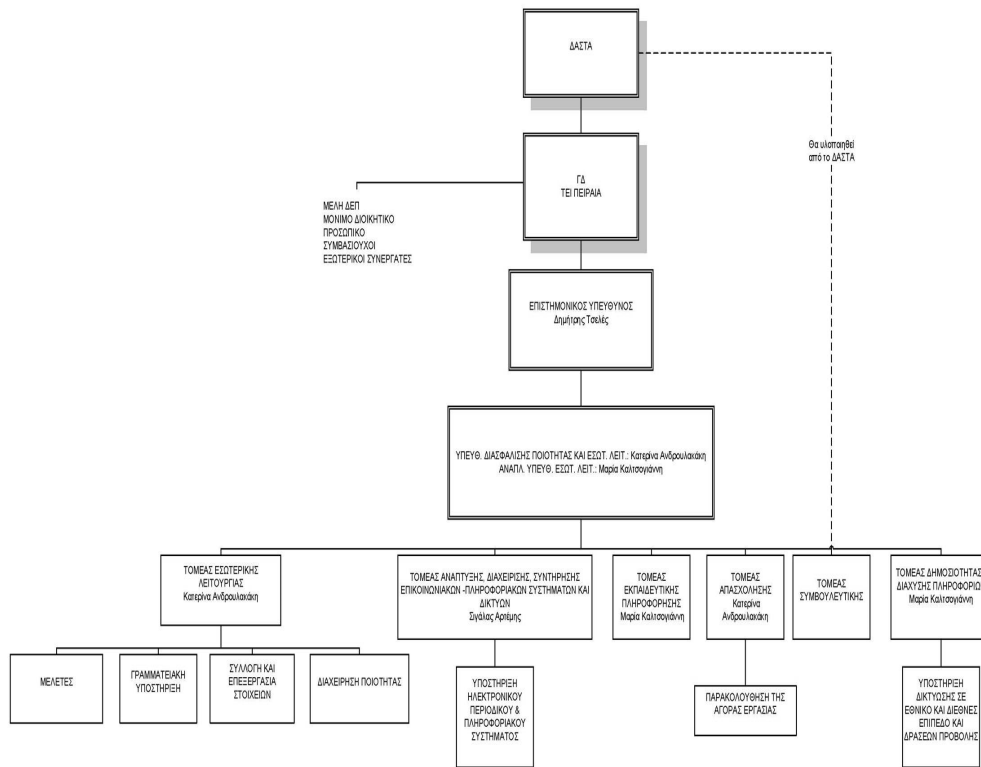 ΔΑΣΤΑ
Θα υλοποιηθεί
από το ΔΑΣΤΑ
ΓΔ
ΤΕΙ ΠΕΙΡΑΙΑ
ΜΕΛΗ ΔΕΠ
ΜΟΝΙΜΟ ΔΙΟΙΚΗΤΙΚΟ
ΠΡΟΣΩΠΙΚΟ
ΣΥΜΒΑΣΙΟΥΧΟΙ
ΕΞΩΤΕΡΙΚΟΙ ΣΥΝΕΡΓΑΤΕΣ
ΕΠΙΣΤΗΜΟΝΙΚΟΣ ΥΠΕΥΘΥΝΟΣ
Δημήτρης Τσελές
ΥΠΕΥΘ. ΔΙΑΣΦΑΛΙΣΗΣ ΠΟΙΟΤΗΤΑΣ ΚΑΙ ΕΣΩΤ. ΛΕΙΤ.: Κατερίνα Ανδρουλακάκη
ΑΝΑΠΛ. ΥΠΕΥΘ. ΕΣΩΤ. ΛΕΙΤ.: Μαρία Καλτσογιάννη
ΤΟΜΕΑΣ ΕΣΩΤΕΡΙΚΗΣ
ΛΕΙΤΟΥΡΓΙΑΣ
Κατερίνα Ανδρουλακάκη
ΤΟΜΕΑΣ ΑΝΑΠΤΥΞΗΣ, ΔΙΑΧΕΙΡΙΣΗΣ, ΣΥΝΤΗΡΗΣΗΣ
ΕΠΙΚΟΙΝΩΝΙΑΚΩΝ -ΠΛΗΡΟΦΟΡΙΑΚΩΝ ΣΥΣΤΗΜΑΤΩΝ ΚΑΙ
ΔΙΚΤΥΩΝ
Σιγάλας Αρτέμης
ΤΟΜΕΑΣ
ΕΚΠΑΙΔΕΥΤΙΚΗΣ
ΠΛΗΡΟΦΟΡΗΣΗΣ
Μαρία Καλτσογιάννη
ΤΟΜΕΑΣ
ΑΠΑΣΧΟΛΗΣΗΣ
Κατερίνα
Ανδρουλακάκη
ΤΟΜΕΑΣ
ΣΥΜΒΟΥΛΕΥΤΙΚΗΣ
ΤΟΜΕΑΣ ΔΗΜΟΣΙΟΤΗΤΑΣ
ΔΙΑΧΥΣΗΣ ΠΛΗΡΟΦΟΡΙΩΝ
Μαρία Καλτσογιάννη
ΜΕΛΕΤΕΣ
ΓΡΑΜΜΑΤΕΙΑΚΗ
ΥΠΟΣΤΗΡΙΞΗ
ΣΥΛΛΟΓΗ ΚΑΙ
ΕΠΕΞΕΡΓΑΣΙΑ
ΣΤΟΙΧΕΙΩΝ
ΔΙΑΧΕΙΡΗΣΗ ΠΟΙΟΤΗΤΑΣ
ΥΠΟΣΤΗΡΙΞΗ
ΗΛΕΚΤΡΟΝΙΚΟΥ
ΠΕΡΙΟΔΙΚΟΥ &
ΠΛΗΡΟΦΟΡΙΑΚΟΥ
ΣΥΣΤΗΜΑΤΟΣ
ΠΑΡΑΚΟΛΟΥΘΗΣΗ ΤΗΣ
ΑΓΟΡΑΣ ΕΡΓΑΣΙΑΣ
ΥΠΟΣΤΗΡΙΞΗ
ΔΙΚΤΥΩΣΗΣ ΣΕ
ΕΘΝΙΚΟ ΚΑΙ ΔΙΕΘΝΕΣ
ΕΠΙΠΕΔΟ ΚΑΙ
ΔΡΑΣΕΩΝ ΠΡΟΒΟΛΗΣ